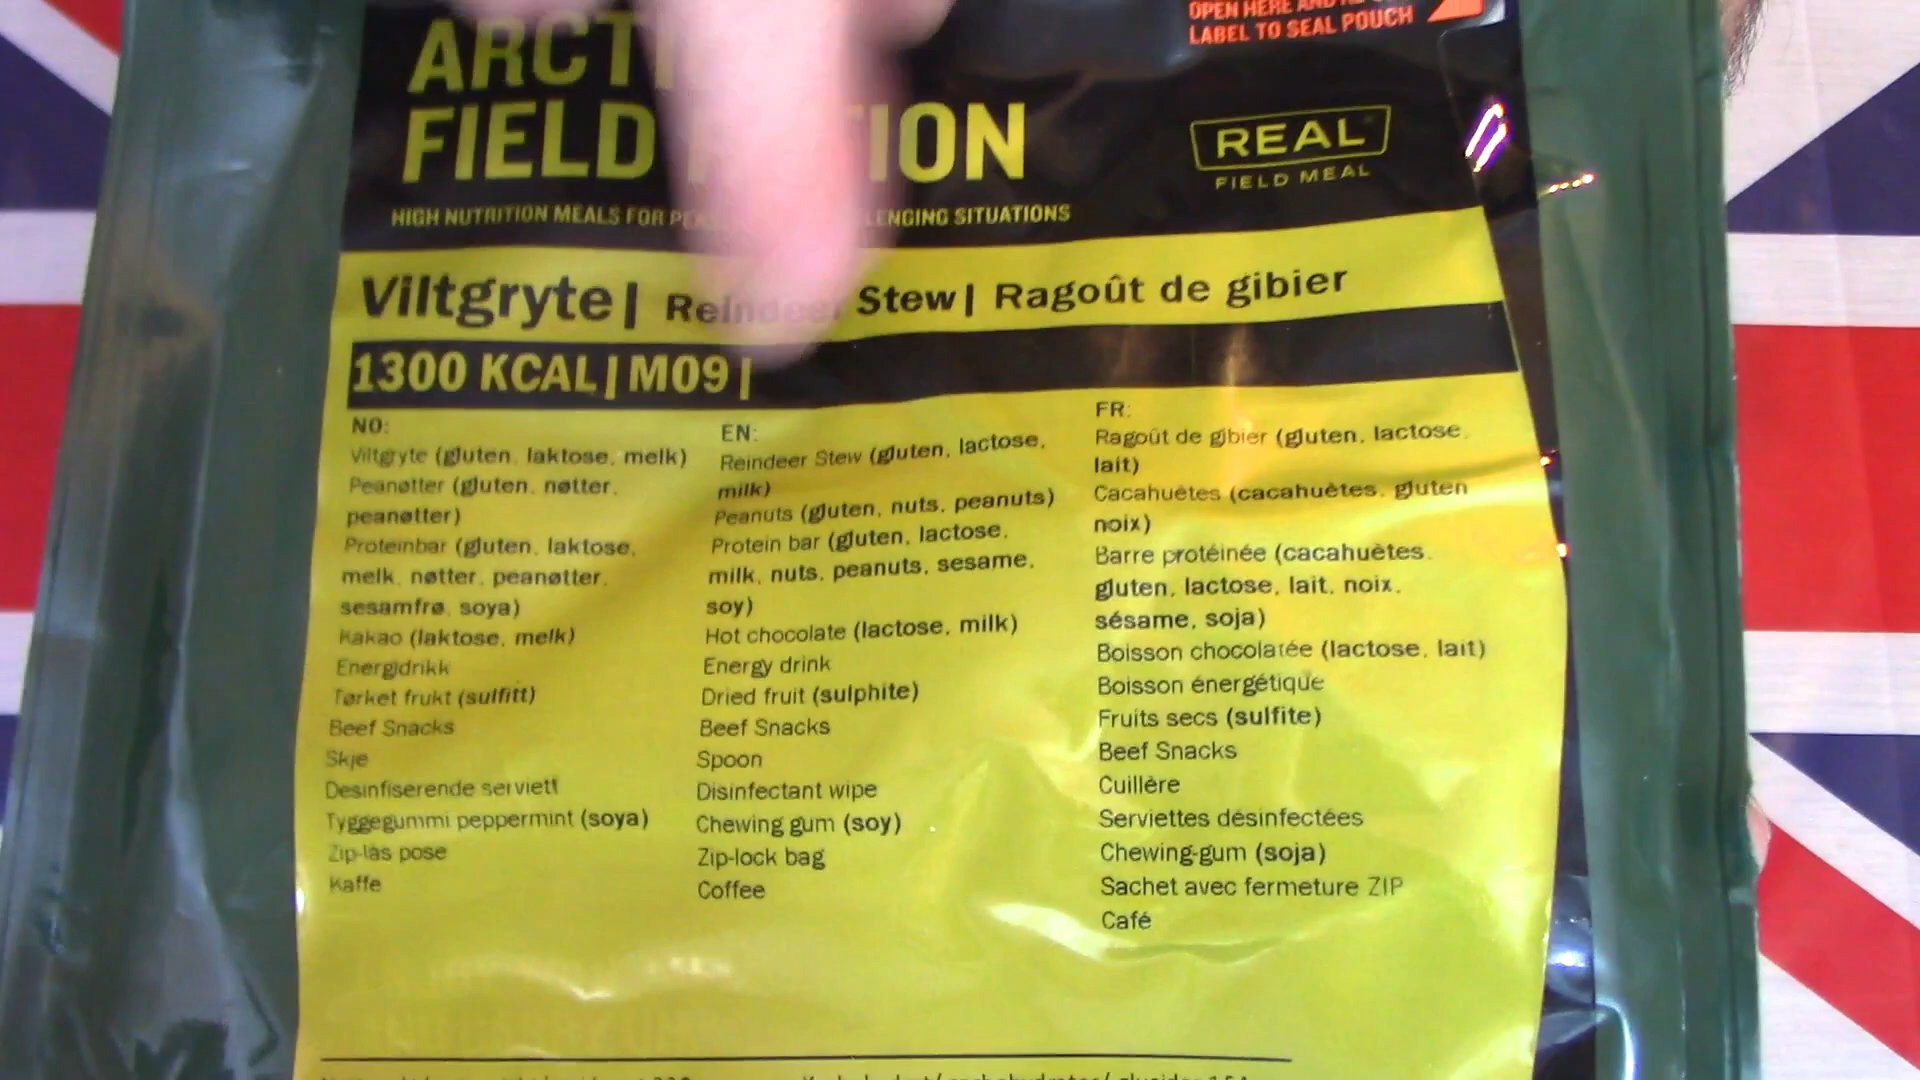 ARCTI
FIELD ION
HIGH NUTRITION MEALS FOR LENGING SITUATIONS
OPEN HERE AND
LABEL TO SEAL POUCH
REAL
FIELD MEAL
Viltgryte | Reindeer Stew | Ragoût de gibier
1300 KCAL | M09 |
NO:
Viltgryte (gluten, laktose, melk)
Peanøtter (gluten, nøtter,
peanøtter)
Proteinbar (gluten, laktose,
melk, nøtter, peanøtter,
sesamfrø, soya)
Kakao (laktose, melk)
Energidrikk
Tørket frukt (sulfitt)
Beef Snacks
Skje
Desinfiserende serviett
Tyggegummi peppermint (soya)
Zip-lås pose
Kaffe
EN:
Reindeer Stew (gluten, lactose,
milk)
Peanuts (gluten, nuts, peanuts)
Protein bar (gluten, lactose,
milk, nuts, peanuts, sesame,
soy)
Hot chocolate (lactose, milk)
Energy drink
Dried fruit (sulphite)
Beef Snacks
Spoon
Disinfectant wipe
Chewing gum (soy)
Zip-lock bag
Coffee
FR:
Ragoût de gibier (gluten, lactose,
lait)
Cacahuètes (cacahuètes, gluten
noix)
Barre protéinée (cacahuètes,
gluten, lactose, lait, noix,
sésame, soja)
Boisson chocolatée (lactose, lait)
Boisson énergétique
Fruits secs (sulfite)
Beef Snacks
Cuillère
Serviettes désinfectées
Chewing-gum (soja)
Sachet avec fermeture ZIP
Café